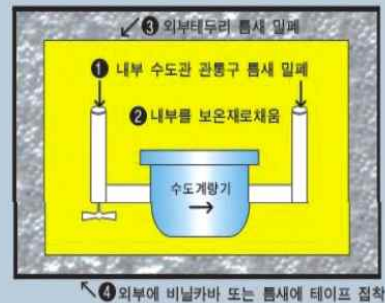 ↙❸ 외부테두리 틈새 밀폐
❶ 내부 수도관 관통구 틈새 밀폐
❷ 내부를 보온재로채움
수도계량기
→
↖❹외부에 비닐카바 또는 틈새에 테이프 접착